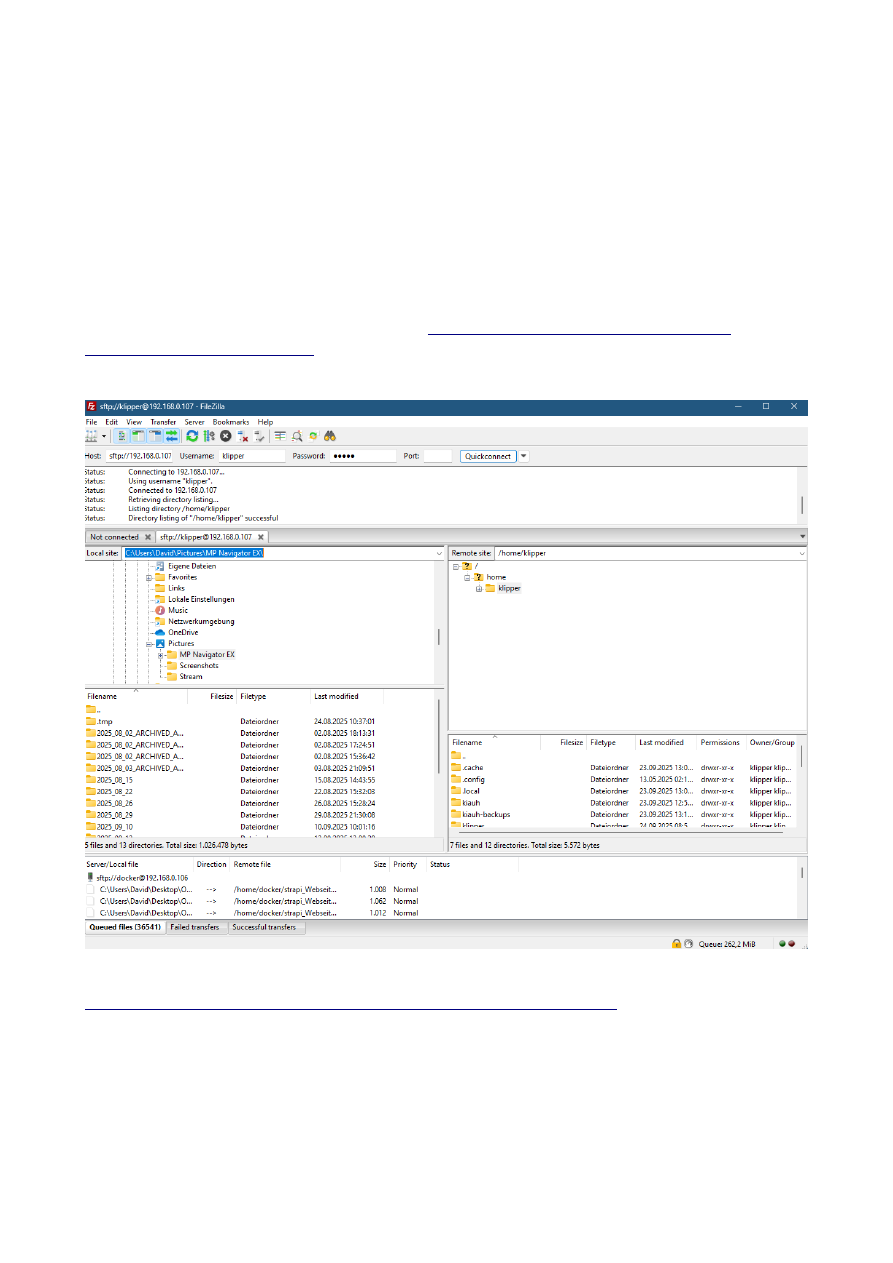 sftp://klipper@192.168.0.107 - FileZilla
File Edit View Transfer Server Bookmarks Help
Host: sftp://192.168.0.107 Username: klipper Password: ●●●●● Port: Quickconnect
Status: Connecting to 192.168.0.107...
Status: Using username "klipper".
Status: Connected to 192.168.0.107
Status: Retrieving directory listing...
Status: Listing directory /home/klipper
Status: Directory listing of "/home/klipper" successful
Not connected sftp://klipper@192.168.0.107
Local site: C:\Users\David\Pictures\MP Navigator EX\
Eigene Dateien
Favorites
Links
Lokale Einstellungen
Music
Netzwerkumgebung
OneDrive
Pictures
MP Navigator EX
Screenshots
Stream
Remote site: /home/klipper
/
home
klipper
Filename Filesize Filetype Last modified
..
.tmp Dateiordner 24.08.2025 10:37:01
2025_08_02_ARCHIVED_A... Dateiordner 02.08.2025 18:13:31
2025_08_02_ARCHIVED_A... Dateiordner 02.08.2025 17:24:51
2025_08_02_ARCHIVED_A... Dateiordner 02.08.2025 15:36:42
2025_08_03_ARCHIVED_A... Dateiordner 03.08.2025 21:09:51
2025_08_15 Dateiordner 15.08.2025 14:43:55
2025_08_22 Dateiordner 22.08.2025 15:32:08
2025_08_26 Dateiordner 26.08.2025 15:28:24
2025_08_29 Dateiordner 29.08.2025 21:30:08
2025_09_10 Dateiordner 10.09.2025 10:01:16
5 files and 13 directories. Total size: 1.026.478 bytes
Filename Filesize Filetype Last modified Permissions Owner/Group
..
.cache Dateiordner 23.09.2025 13:0... drwxr-xr-x klipper klip...
.config Dateiordner 13.05.2025 02:1... drwxr-xr-x klipper klip...
.local Dateiordner 23.09.2025 13:0... drwxr-xr-x klipper klip...
kiauh Dateiordner 23.09.2025 12:5... drwxr-xr-x klipper klip...
kiauh-backups Dateiordner 23.09.2025 13:1... drwxr-xr-x klipper klip...
klipper Dateiordner 24.09.2025 08:5... drwxr-xr-x klipper klip...
7 files and 12 directories. Total size: 5.572 bytes
Server/Local file Direction Remote file Size Priority Status
sftp://docker@192.168.0.106
C:\Users\David\Desktop\O... --> /home/docker/strapi_Webseit... 1.008 Normal
C:\Users\David\Desktop\O... --> /home/docker/strapi_Webseit... 1.062 Normal
C:\Users\David\Desktop\O... --> /home/docker/strapi_Webseit... 1.012 Normal
Queued files (36541) Failed transfers Successful transfers
Queue: 262,2 MiB